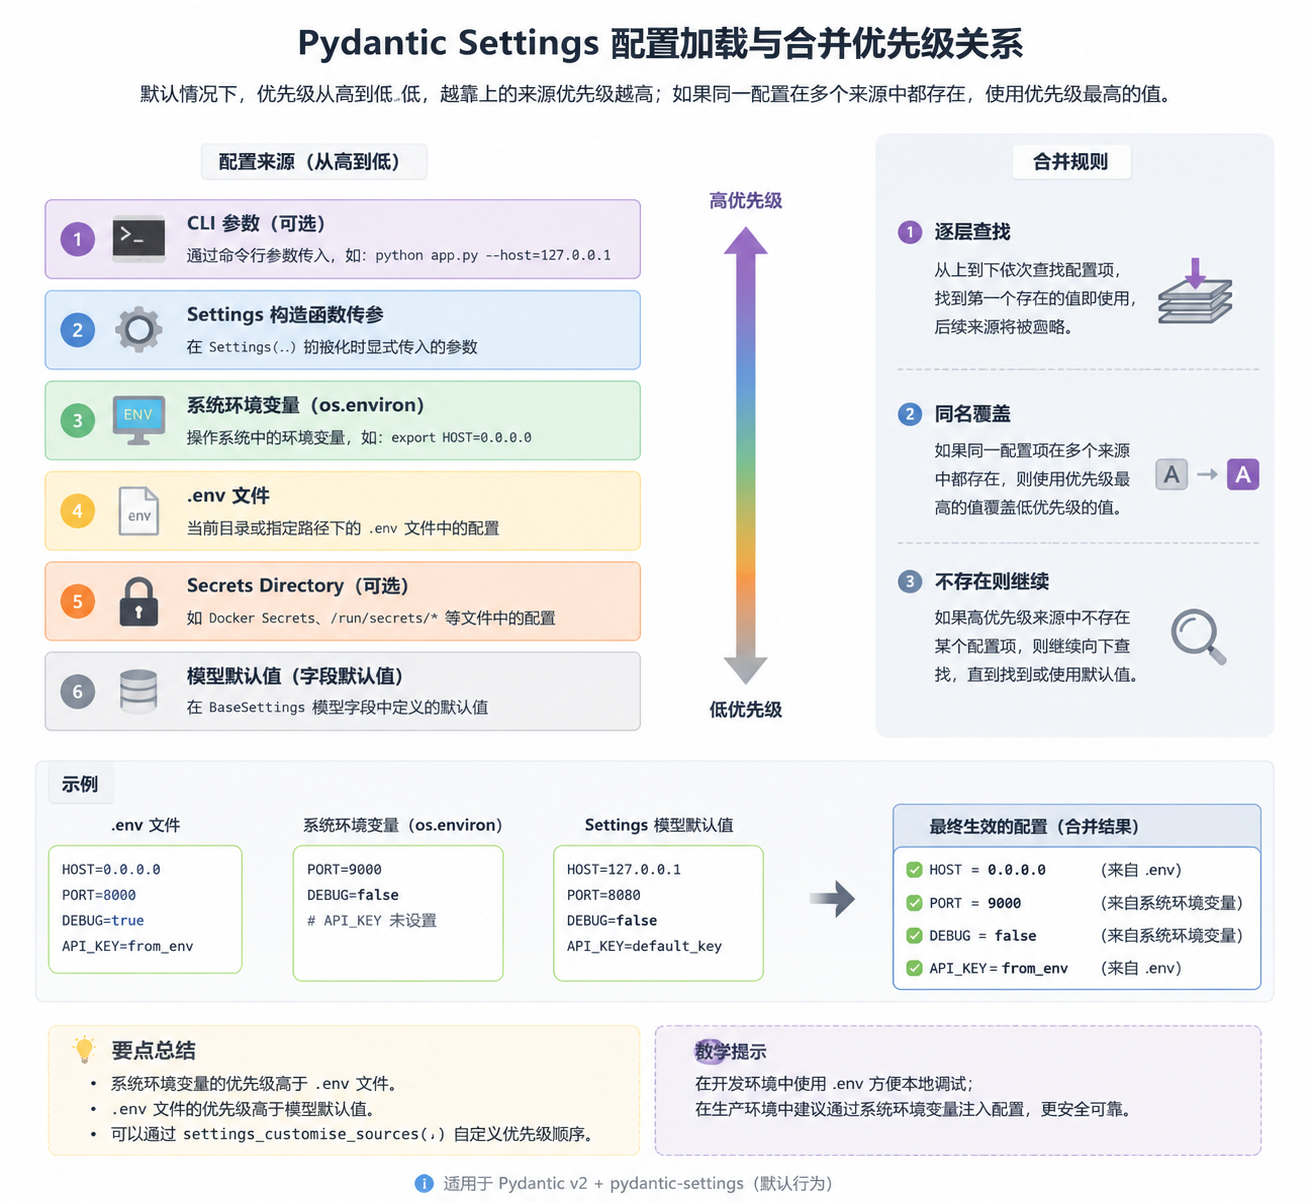 Pydantic Settings 配置加载与合并优先级关系
默认情况下，优先级从高到低 低，越靠上的来源优先级越高；如果同一配置在多个来源中都存在，使用优先级最高的值。
配置来源（从高到低）
1
>_
CLI 参数（可选）
通过命令行参数传入，如：python app.py --host=127.0.0.1
2
Settings 构造函数传参
在 Settings(..) 时显式传入的参数
3
ENV
系统环境变量（os.environ）
操作系统中的环境变量，如：export HOST=0.0.0.0
4
env
.env 文件
当前目录或指定路径下的 .env 文件中的配置
5
Secrets Directory（可选）
如 Docker Secrets、/run/secrets/* 等文件中的配置
6
模型默认值（字段默认值）
在 BaseSettings 模型字段中定义的默认值
高优先级
低优先级
合并规则
1 逐层查找
从上到下依次查找配置项，
找到第一个存在的值即使用，
后续来源将被略。
2 同名覆盖
如果同一配置项在多个来源
中都存在，则使用优先级最
高的值覆盖低优先级的值。
A → A
3 不存在则继续
如果高优先级来源中不存在
某个配置项，则继续向下查
找，直到找到或使用默认值。
示例
.env 文件
HOST=0.0.0.0
PORT=8000
DEBUG=true
API_KEY=from_env
系统环境变量（os.environ）
PORT=9000
DEBUG=false
# API_KEY 未设置
Settings 模型默认值
HOST=127.0.0.1
PORT=8080
DEBUG=false
API_KEY=default_key
最终生效的配置（合并结果）
HOST = 0.0.0.0 （来自 .env）
PORT = 9000 （来自系统环境变量）
DEBUG = false （来自系统环境变量）
API_KEY=from_env （来自 .env）
要点总结
• 系统环境变量的优先级高于 .env 文件。
• .env 文件的优先级高于模型默认值。
• 可以通过 settings_customise_sources(.) 自定义优先级顺序。
教学提示
在开发环境中使用 .env 方便本地调试；
在生产环境中建议通过系统环境变量注入配置，更安全可靠。
i 适用于 Pydantic v2 + pydantic-settings（默认行为）